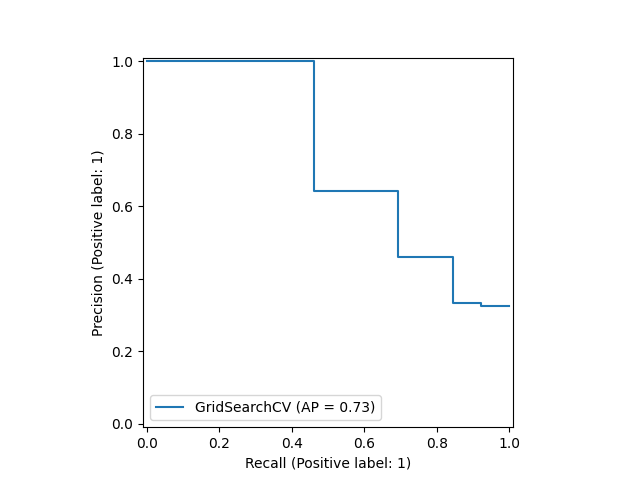 1.0
0.8
0.6
0.4
0.2
0.0
Precision (Positive label: 1)
GridSearchCV (AP = 0.73)
0.0 0.2 0.4 0.6 0.8 1.0
Recall (Positive label: 1)